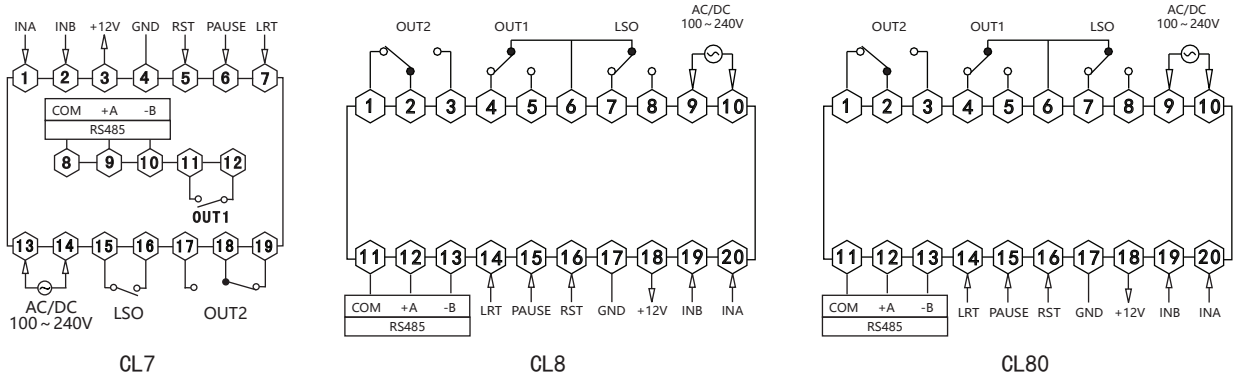 INA INB +12V GND RST PAUSE LRT
1 2 3 4 5 6 7
COM +A -B
RS485
8 9 10 11 12
OUT1
13 14 15 16 17 18 19
AC/DC
100~240V
LSO
OUT2
CL7
OUT2
OUT1
LSO
AC/DC
100~240V
1 2 3 4 5 6 7 8 9 10
11 12 13 14 15 16 17 18 19 20
COM +A -B
RS485
LRT PAUSE RST GND +12V INB INA
CL8
OUT2
OUT1
LSO
AC/DC
100~240V
1 2 3 4 5 6 7 8 9 10
11 12 13 14 15 16 17 18 19 20
COM +A -B
RS485
LRT PAUSE RST GND +12V INB INA
CL80